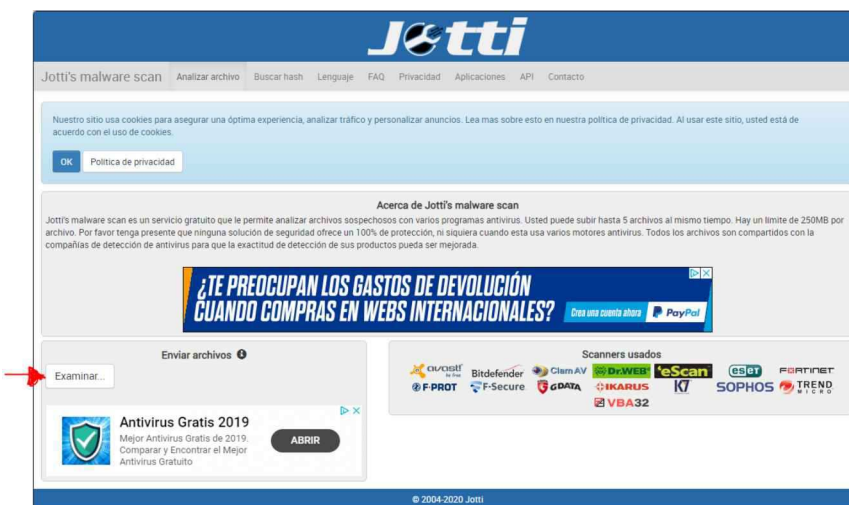 Jotti
Jotti's malware scan Analizar archivo Buscar hash Lenguaje FAQ Privacidad Aplicaciones API Contacto
Nuestro sitio usa cookies para asegurar una óptima experiencia, analizar tráfico y personalizar anuncios. Lea mas sobre esto en nuestra política de privacidad. Al usar este sitio, usted está de
acuerdo con el uso de cookies.
OK Política de privacidad
Acerca de Jotti's malware scan
Jotti's malware scan es un servicio gratuito que le permite analizar archivos sospechosos con varios programas antivirus. Usted puede subir hasta 5 archivos al mismo tiempo. Hay un límite de 250MB por
archivo. Por favor tenga presente que ninguna solución de seguridad ofrece un 100% de protección, ni siquiera cuando esta usa varios motores antivirus. Todos los archivos son compartidos con la
compañías de detección de antivirus para que la exactitud de detección de sus productos pueda ser mejorada.
¿TE PREOCUPAN LOS GASTOS DE DEVOLUCIÓN
CUANDO COMPRAS EN WEBS INTERNACIONALES? Crea una cuenta ahora PayPal
Enviar archivos
Examinar...
Antivirus Gratis 2019
Mejor Antivirus Gratis de 2019.
Comparar y Encontrar el Mejor
Antivirus Gratuito
ABRIR
Scanners usados
avast! be free Bitdefender ClamAV Dr.WEB eScan eset FORTINET
F-PROT F-Secure G DATA IKARUS K7 SOPHOS TREND MICRO
VBA32
© 2004-2020 Jotti